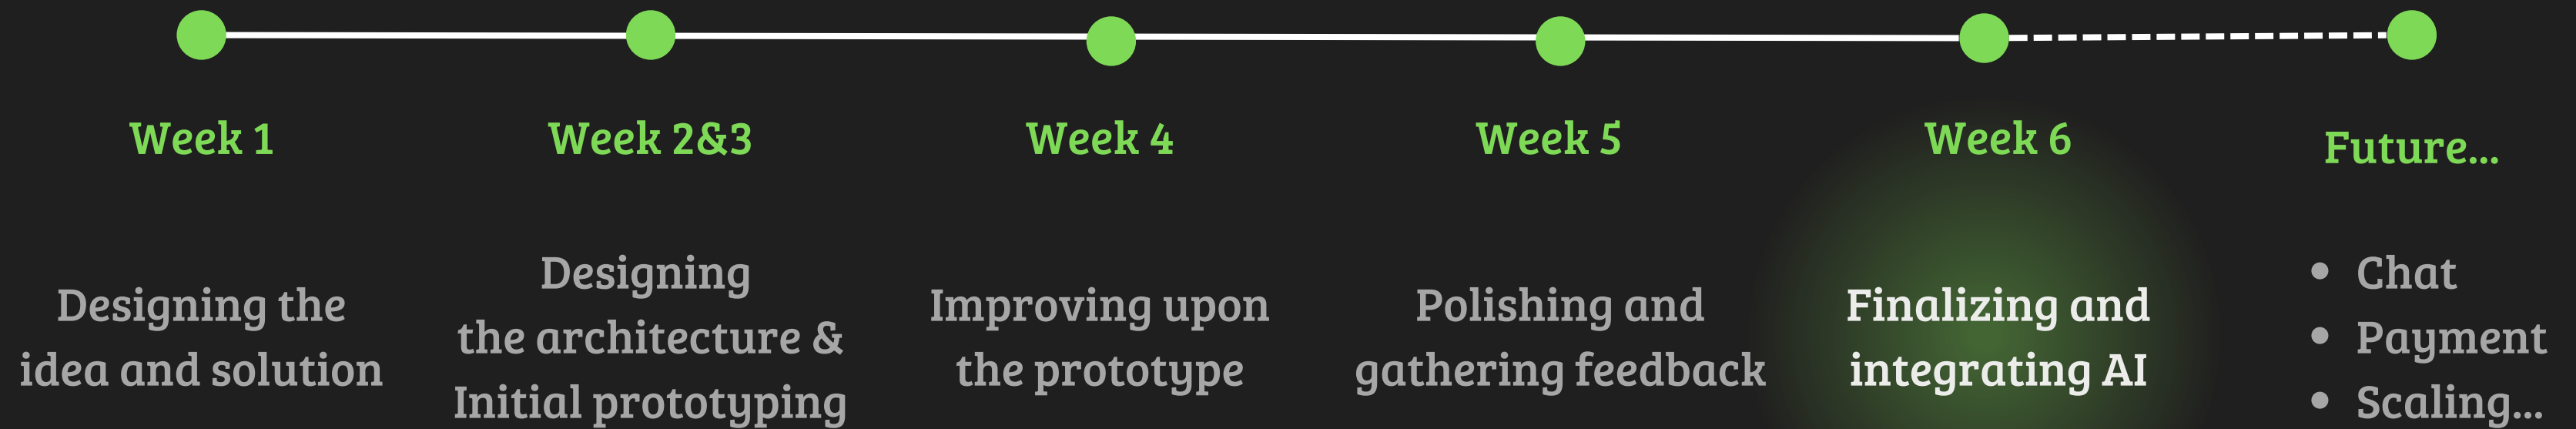 Week 1
Designing the
idea and solution
Week 2&3
Designing
the architecture &
Initial prototyping
Week 4
Improving upon
the prototype
Week 5
Polishing and
gathering feedback
Week 6
Finalizing and
integrating AI
Future...
• Chat
• Payment
• Scaling...